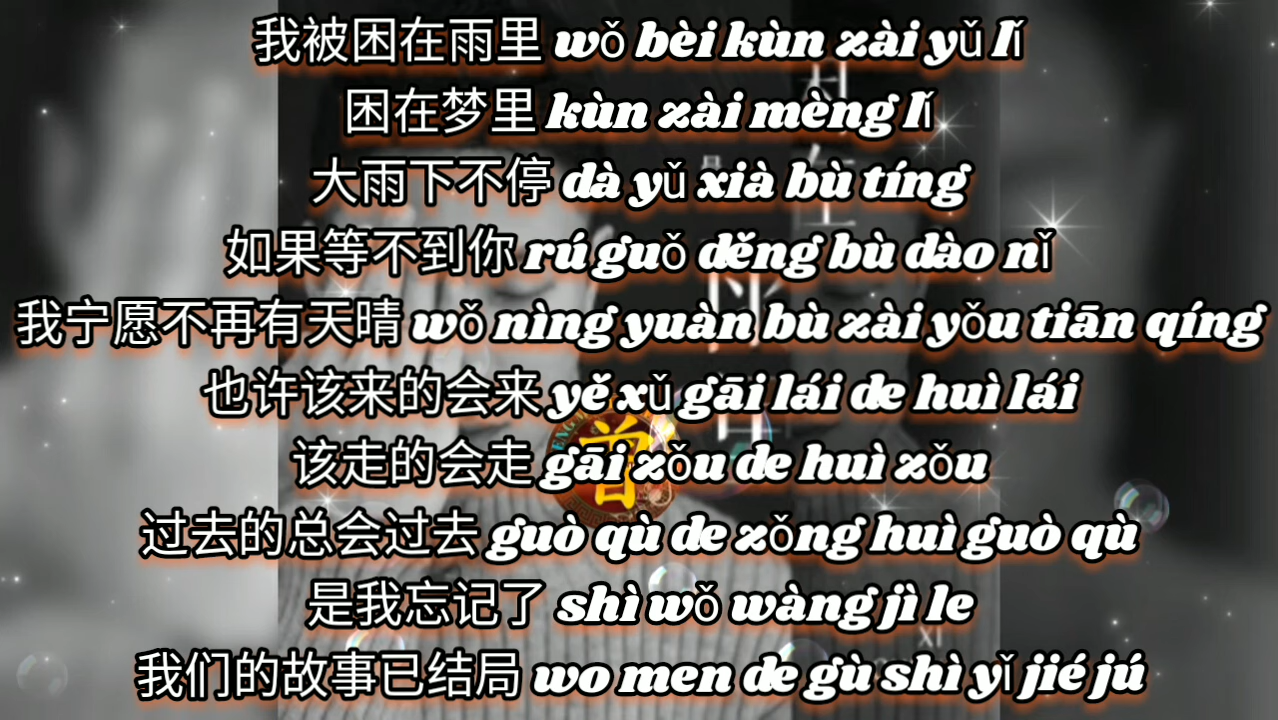 我被困在雨里 wǒ bèi kùn zài yǔ lǐ
困在梦里 kùn zài mèng lǐ
大雨下不停 dà yǔ xià bù tíng
如果等不到你 rú guǒ děng bù dào nǐ
我宁愿不再有天晴 wǒ nìng yuàn bù zài yǒu tiān qíng
也许该来的会来 yě xǔ gāi lái de huì lái
该走的会走 gāi zǒu de huì zǒu
过去的总会过去 guò qù de zǒng huì guò qù
是我忘记了 shì wǒ wàng jì le
我们的故事已结局 wo men de gù shì yǐ jié jú
曾